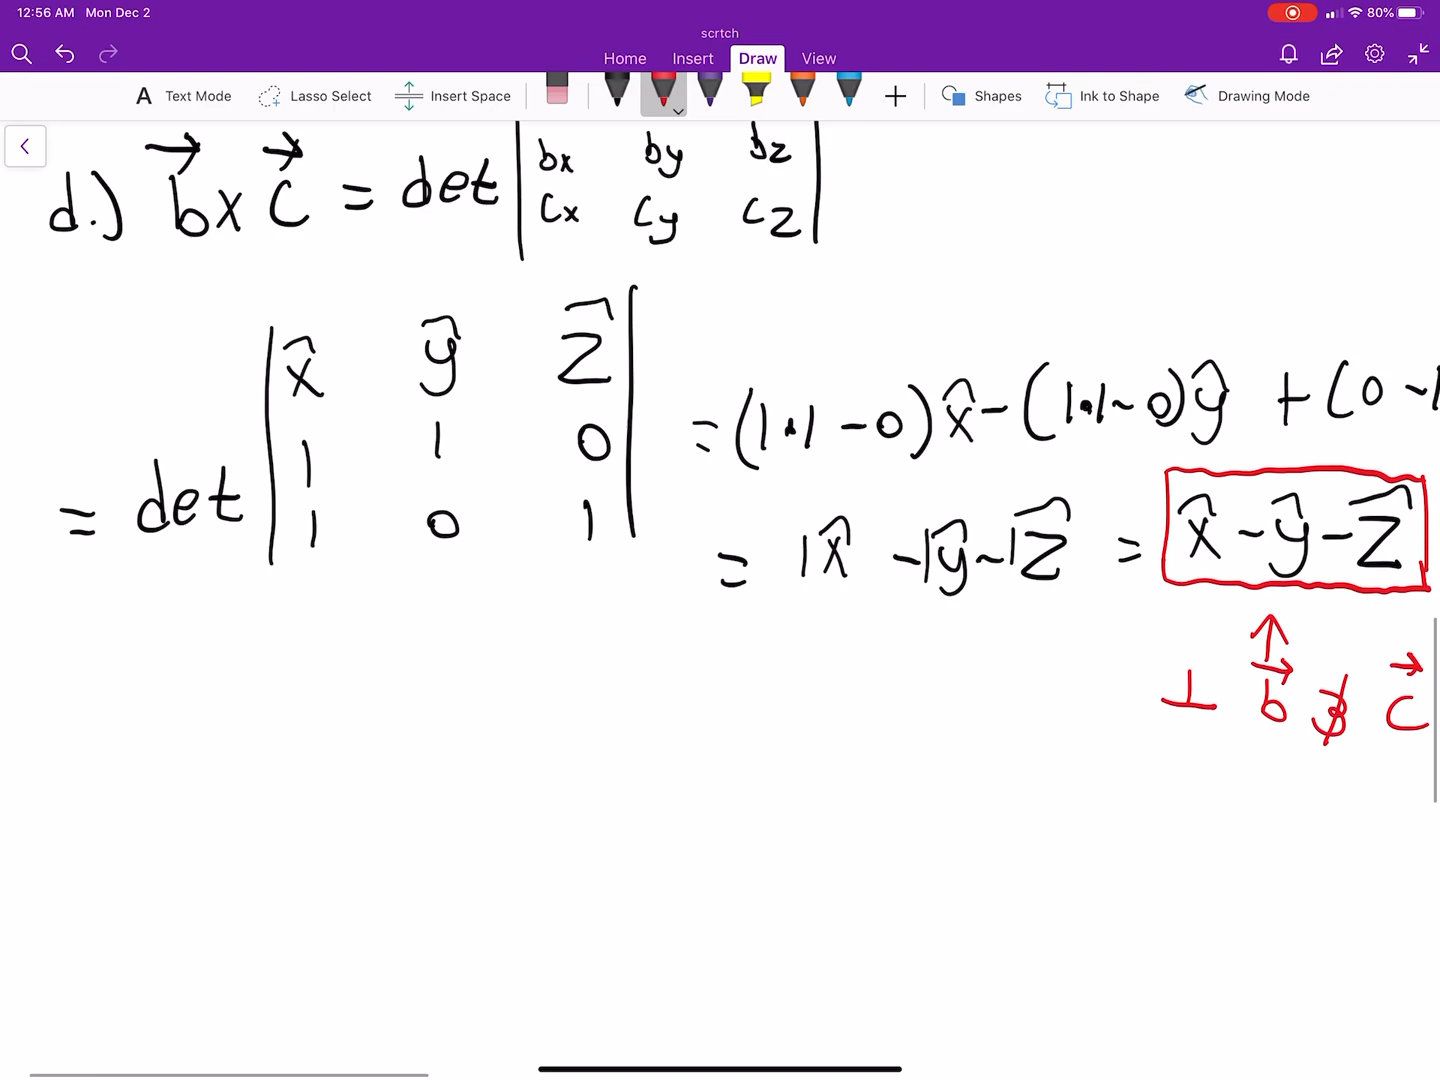 12:56 AM Mon Dec 2
80%
scrtch
Home Insert Draw View
Text Mode Lasso Select Insert Space Shapes Ink to Shape Drawing Mode
bx by bz
d.) b⃗ x c⃗ = det
cx cy cz
x̂ ŷ ẑ
= (1·1 - 0)x̂ - (1·1 - 0)ŷ + (0 - 1
1 1 0
= det
1 0 1
= 1x̂ - 1ŷ - 1ẑ = x̂ - ŷ - ẑ
⊥ b⃗ & c⃗